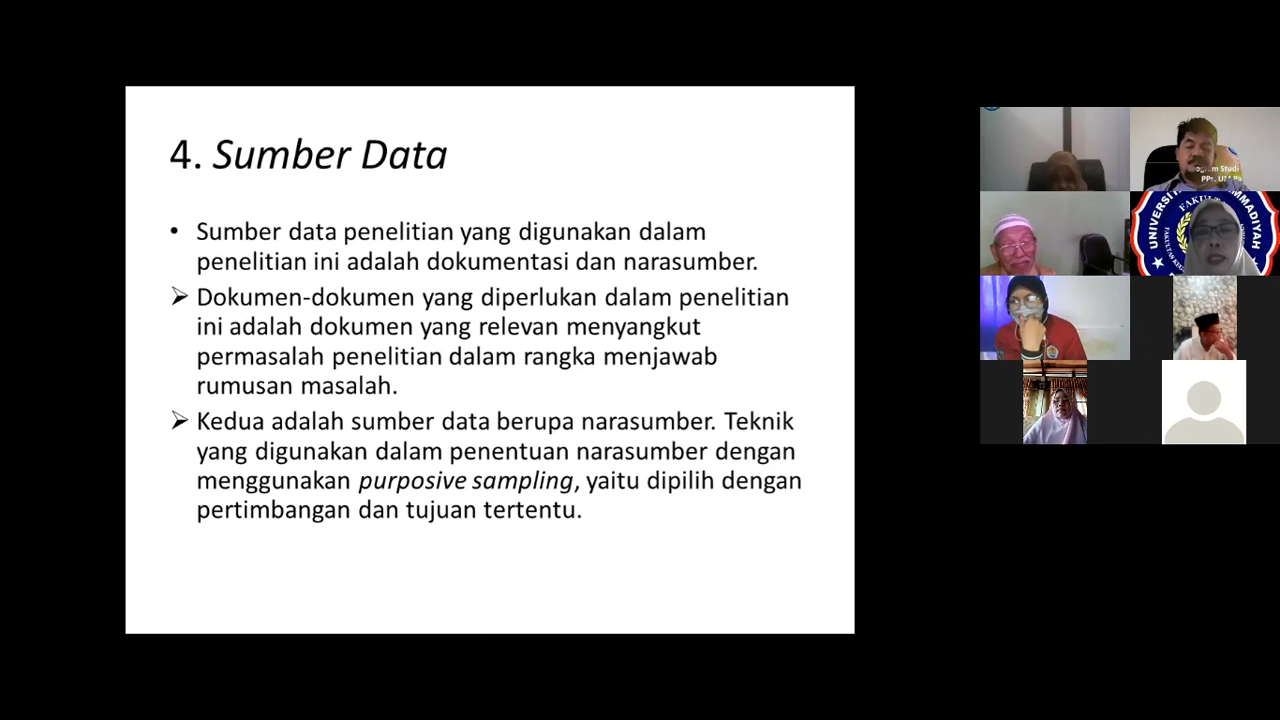 4. Sumber Data
• Sumber data penelitian yang digunakan dalam
penelitian ini adalah dokumentasi dan narasumber.
➢ Dokumen-dokumen yang diperlukan dalam penelitian
ini adalah dokumen yang relevan menyangkut
permasalah penelitian dalam rangka menjawab
rumusan masalah.
➢ Kedua adalah sumber data berupa narasumber. Teknik
yang digunakan dalam penentuan narasumber dengan
menggunakan purposive sampling, yaitu dipilih dengan
pertimbangan dan tujuan tertentu.
Studi